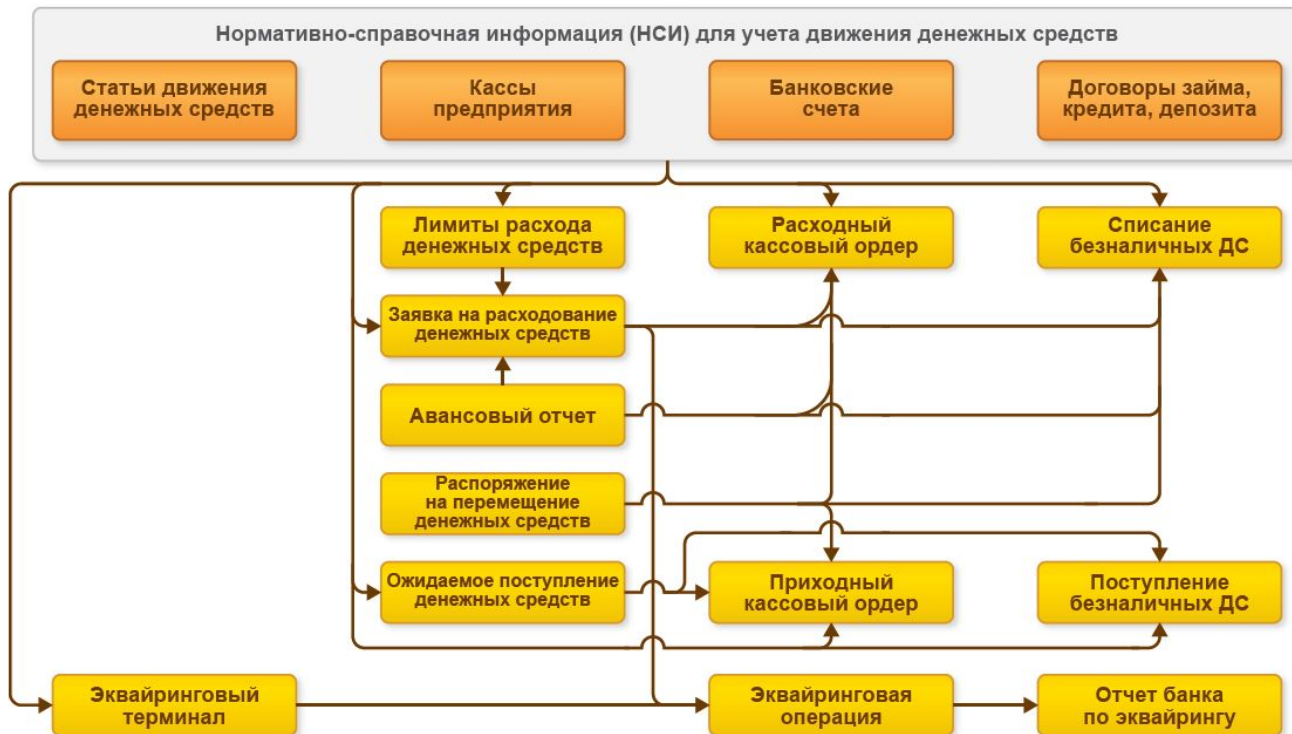 Нормативно-справочная информация (НСИ) для учета движения денежных средств
Статьи движения
денежных средств
Кассы
предприятия
Банковские
счета
Договоры займа,
кредита, депозита
Лимиты расхода
денежных средств
Расходный
кассовый ордер
Списание
безналичных ДС
Заявка на расходование
денежных средств
Авансовый отчет
Распоряжение
на перемещение
денежных средств
Ожидаемое поступление
денежных средств
Приходный
кассовый ордер
Поступление
безналичных ДС
Эквайринговый
терминал
Эквайринговая
операция
Отчет банка
по эквайрингу